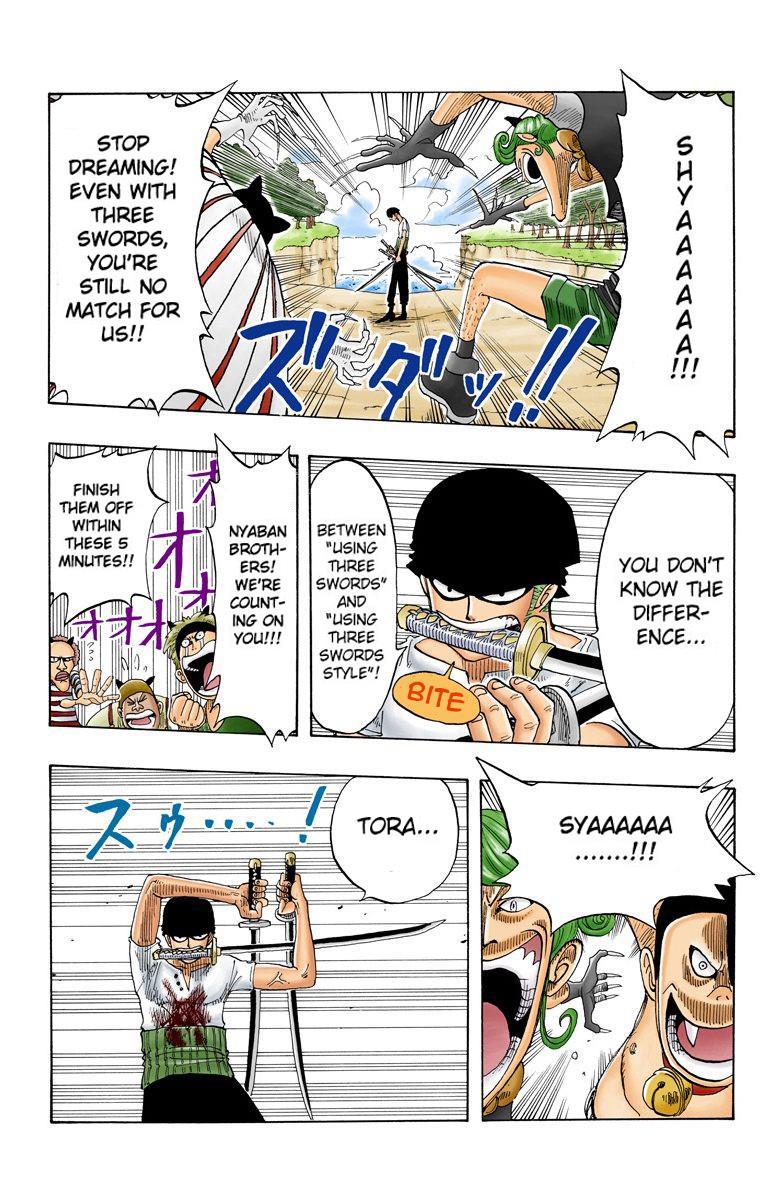 SHYAAAAAAA!!!
STOP
DREAMING!
EVEN WITH
THREE
SWORDS,
YOU'RE
STILL NO
MATCH FOR
US!!
ズダッ!!
YOU DON'T
KNOW THE
DIFFER-
ENCE...
BETWEEN
"USING
THREE
SWORDS"
AND
"USING
THREE
SWORDS
STYLE"!
BITE
NYABAN
BROTH-
ERS!
WE'RE
COUNT-
ING ON
YOU!!!
FINISH
THEM OFF
WITHIN
THESE 5
MINUTES!!
オオオオオ
SYAAAAAA
.......!!!
TORA...
スゥ.....!